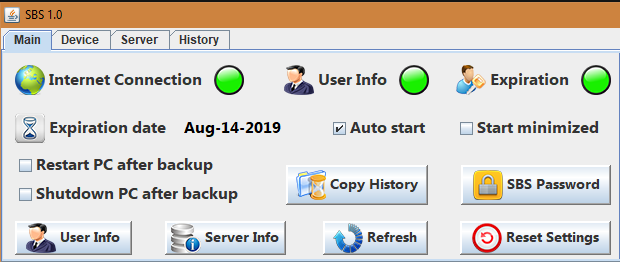 SBS 1.0
Main Device Server History
Internet Connection User Info Expiration
Expiration date Aug-14-2019 Auto start Start minimized
Restart PC after backup
Shutdown PC after backup
Copy History SBS Password
User Info Server Info Refresh Reset Settings